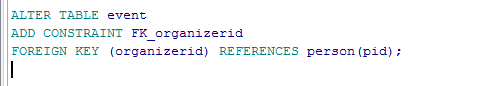 ALTER TABLE event
ADD CONSTRAINT FK_organizerid
FOREIGN KEY (organizerid) REFERENCES person(pid);